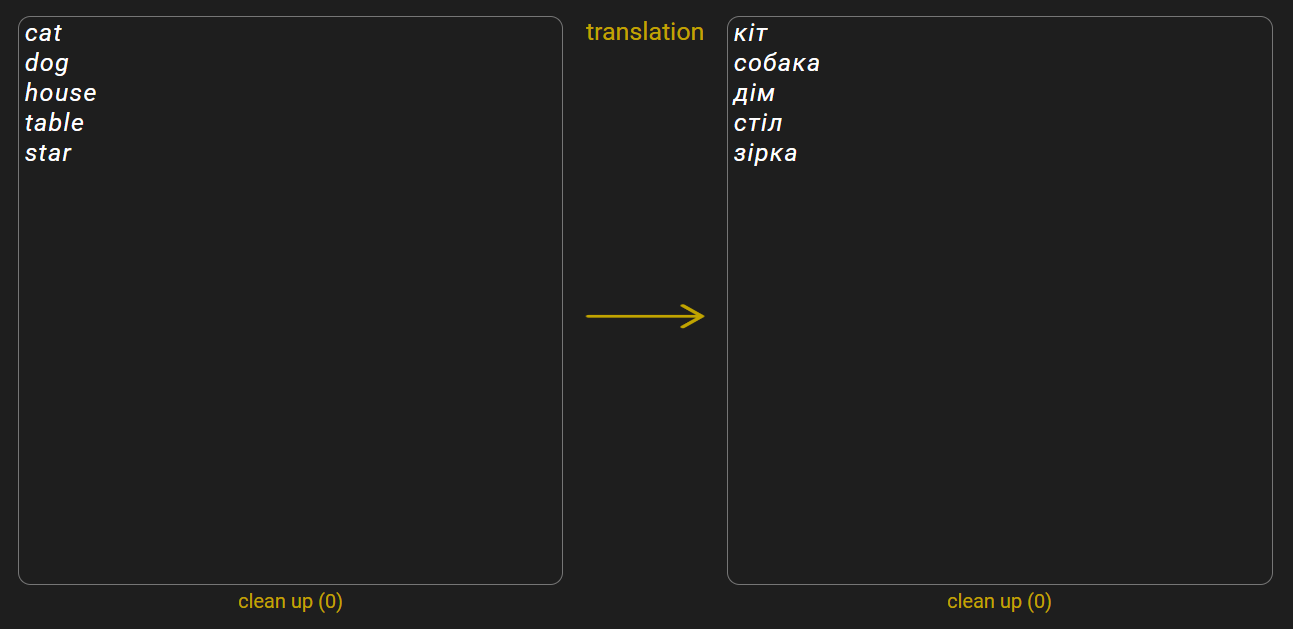 cat
dog
house
table
star
translation
кіт
собака
дім
стіл
зірка
clean up (0)
clean up (0)